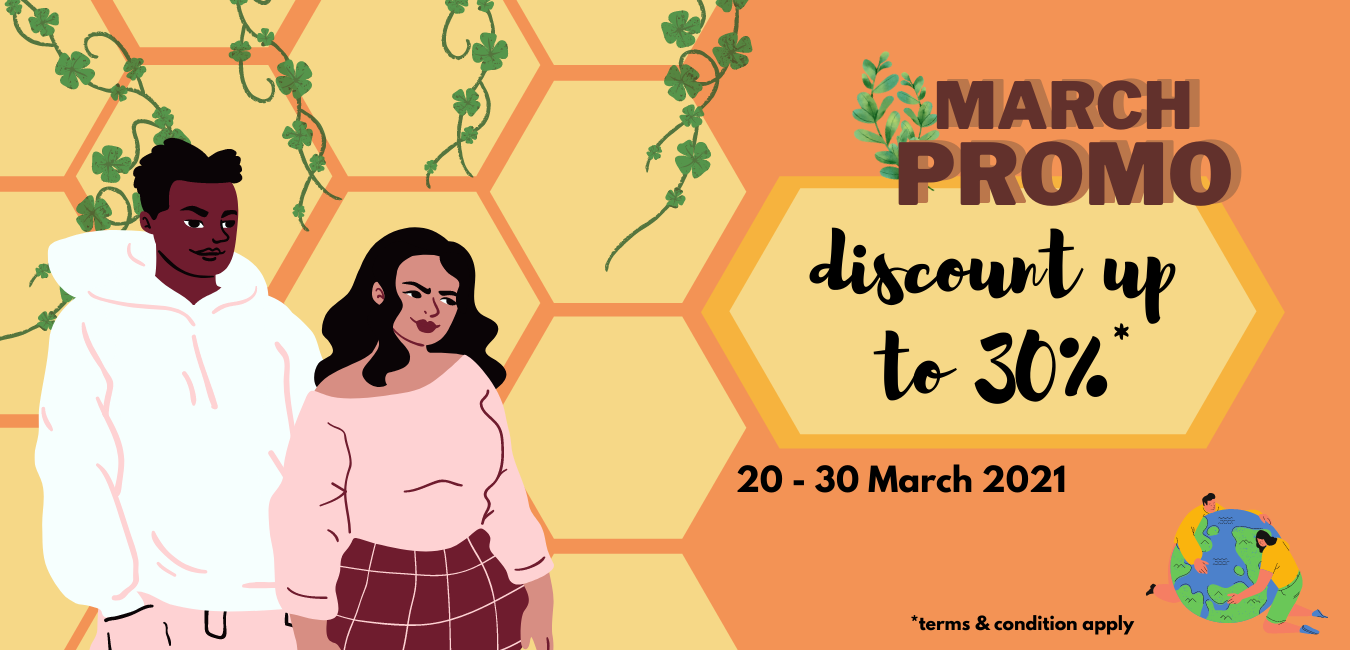 MARCH
PROMO
discount up
to 30%*
20 - 30 March 2021
*terms & condition apply